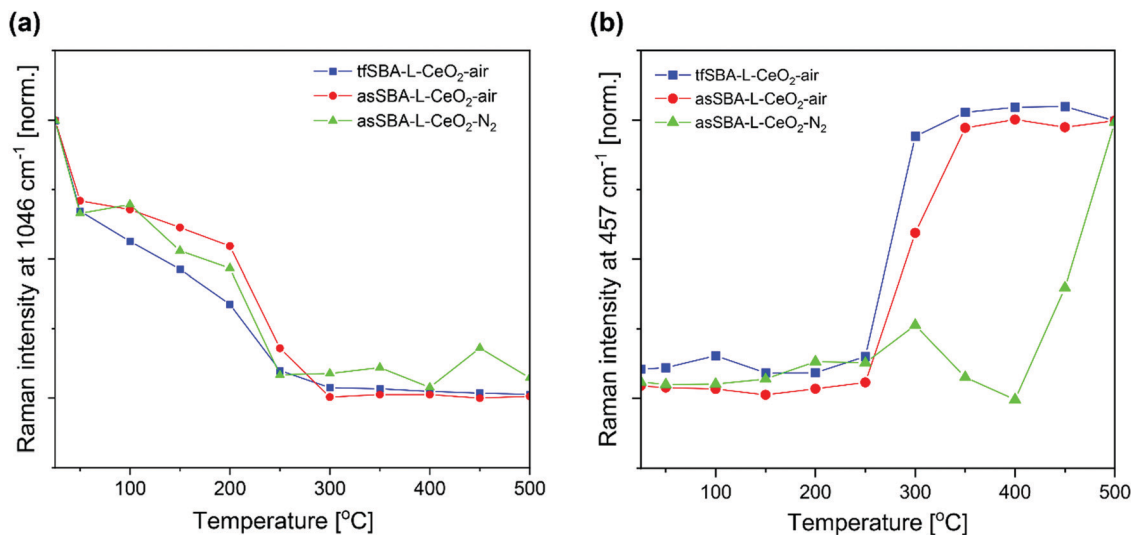 (a)
tfSBA-L-CeO₂-air
asSBA-L-CeO₂-air
asSBA-L-CeO₂-N₂
Raman intensity at 1046 cm⁻¹ [norm.]
100 200 300 400 500
Temperature [°C]
(b)
tfSBA-L-CeO₂-air
asSBA-L-CeO₂-air
asSBA-L-CeO₂-N₂
Raman intensity at 457 cm⁻¹ [norm.]
100 200 300 400 500
Temperature [°C]